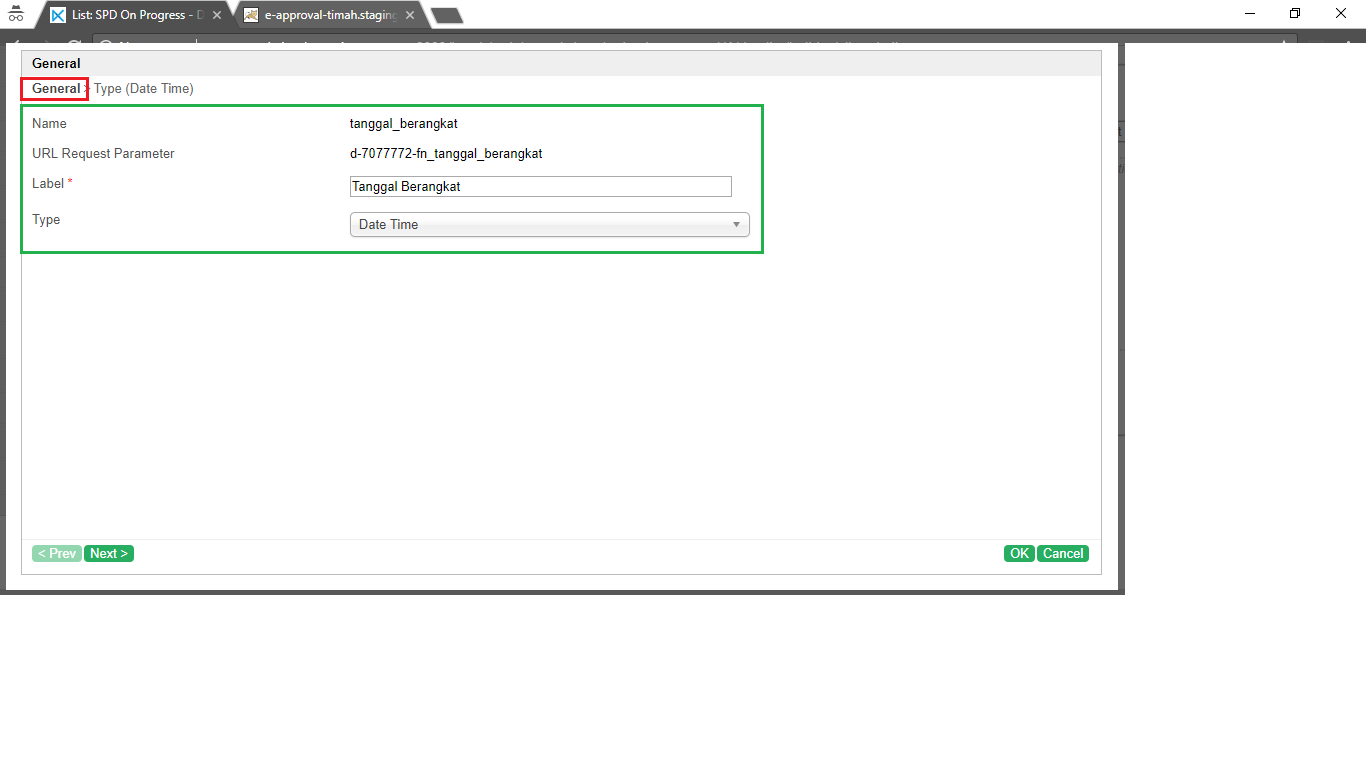 List: SPD On Progress - D
e-approval-timah.staging
General
General > Type (Date Time)
Name
tanggal_berangkat
URL Request Parameter
d-7077772-fn_tanggal_berangkat
Label *
Tanggal Berangkat
Type
Date Time
< Prev
Next >
OK
Cancel